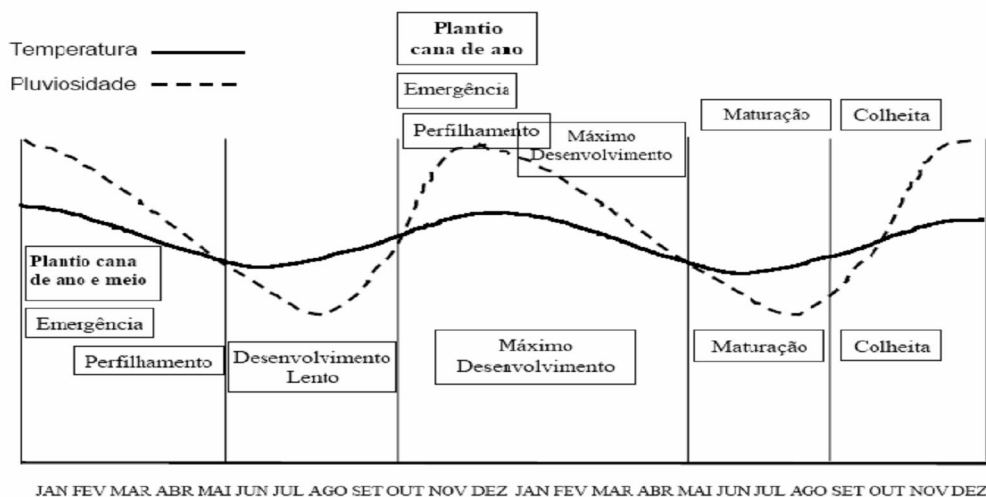 Temperatura
Pluviosidade
Plantio
cana de ano
Emergência
Perfilhamento
Máximo
Desenvolvimento
Maturação
Colheita
Plantio cana
de ano e meio
Emergência
Perfilhamento
Desenvolvimento
Lento
Máximo
Desenvolvimento
Maturação
Colheita
JAN FEV MAR ABR MAI JUN JUL AGO SET OUT NOV DEZ JAN FEV MAR ABR MAI JUN JUL AGO SET OUT NOV DEZ